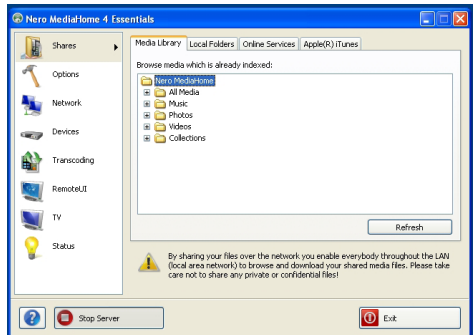 Nero MediaHome 4 Essentials
Shares
Options
Network
Devices
Transcoding
RemoteUI
TV
Status
Media Library Local Folders Online Services Apple(R) iTunes
Browse media which is already indexed:
Nero MediaHome
All Media
Music
Photos
Videos
Collections
Refresh
By sharing your files over the network you enable everybody throughout the LAN
(local area network) to browse and download your shared media files. Please take
care not to share any private or confidential files!
Stop Server
Exit